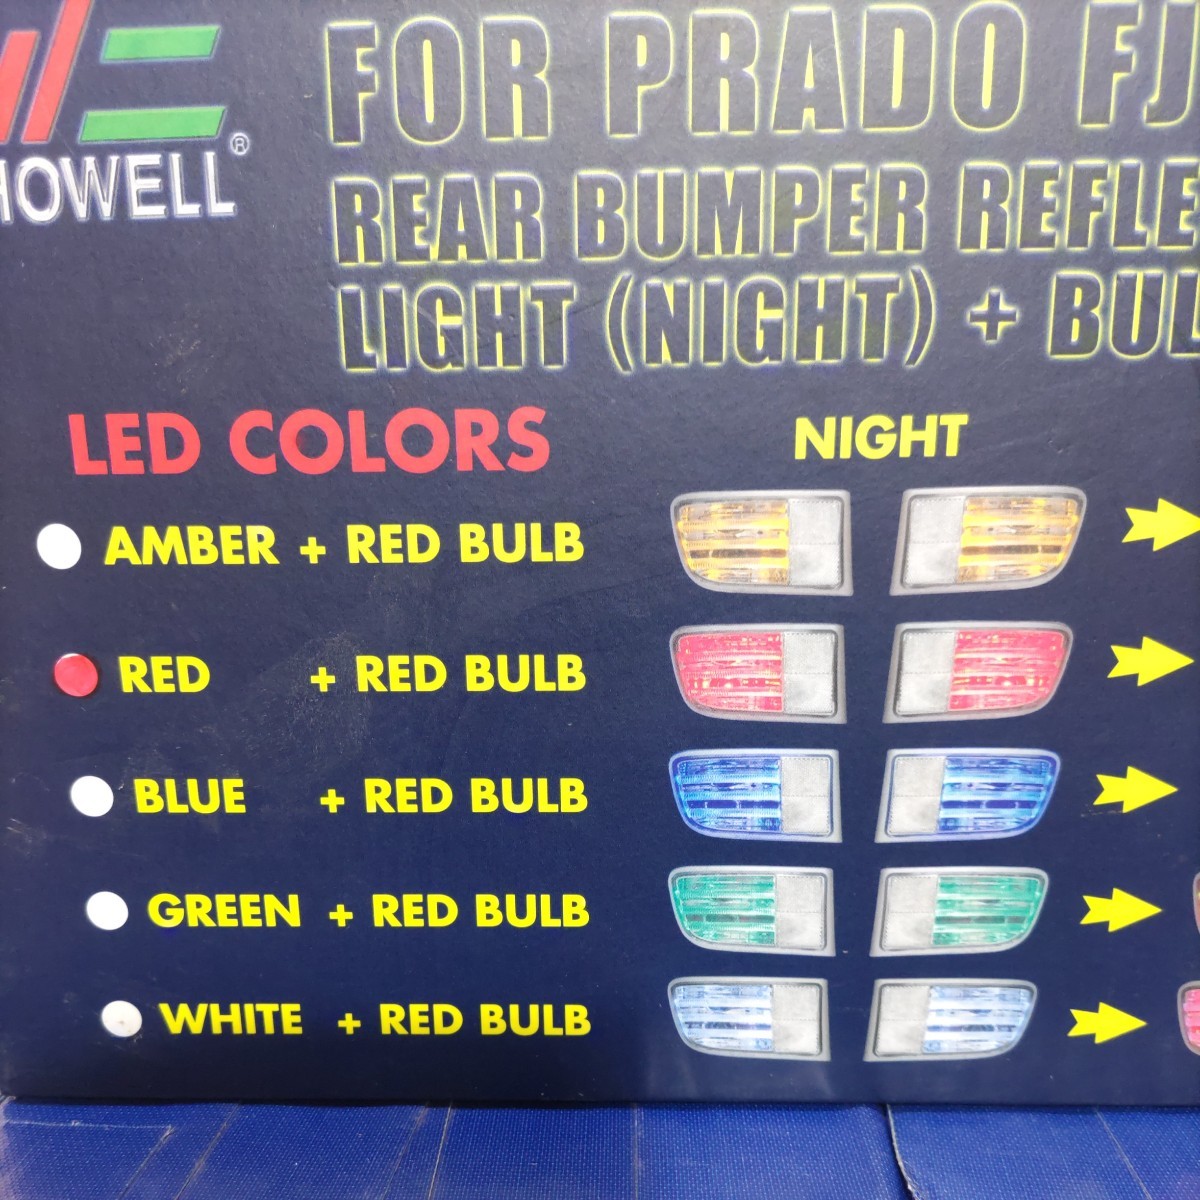 HOWELL®
FOR PRADO FJ
REAR BUMPER REFLE
LIGHT (NIGHT) + BUL
LED COLORS
NIGHT
AMBER + RED BULB
RED + RED BULB
BLUE + RED BULB
GREEN + RED BULB
WHITE + RED BULB